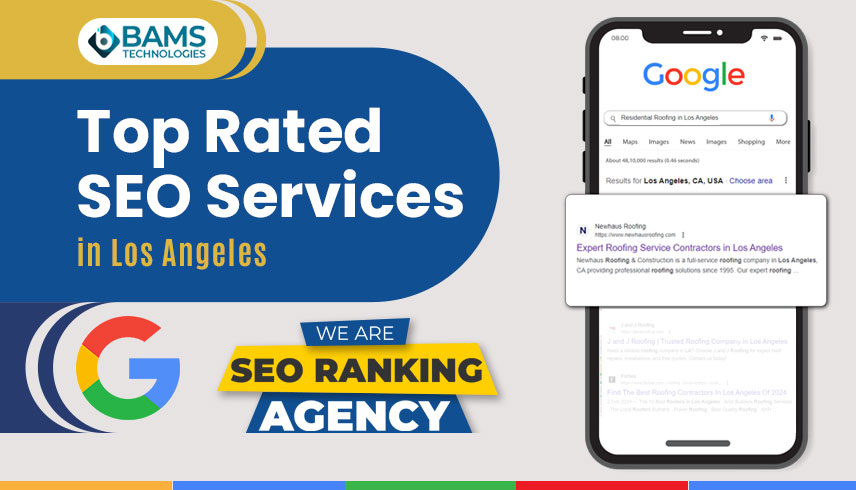 BAMS
TECHNOLOGIES
Top Rated
SEO Services
in Los Angeles
WE ARE
SEO RANKING
AGENCY
08:00
Google
Residential Roofing in Los Angeles
All Maps Images News Images Shopping More
About 48,10,000 results (0.46 seconds)
Results for Los Angeles, CA, USA · Choose area
N
Newhaus Roofing
https://www.newhausroofing.com
Expert Roofing Service Contractors in Los Angeles
Newhaus Roofing & Construction is a full-service roofing company in Los Angeles,
CA providing professional roofing solutions since 1995. Our expert roofing ...
J and J Roofing
J and J Roofing | Trusted Roofing Company in Los Angeles
Forbes
Find The Best Roofing Contractors In Los Angeles Of 2024